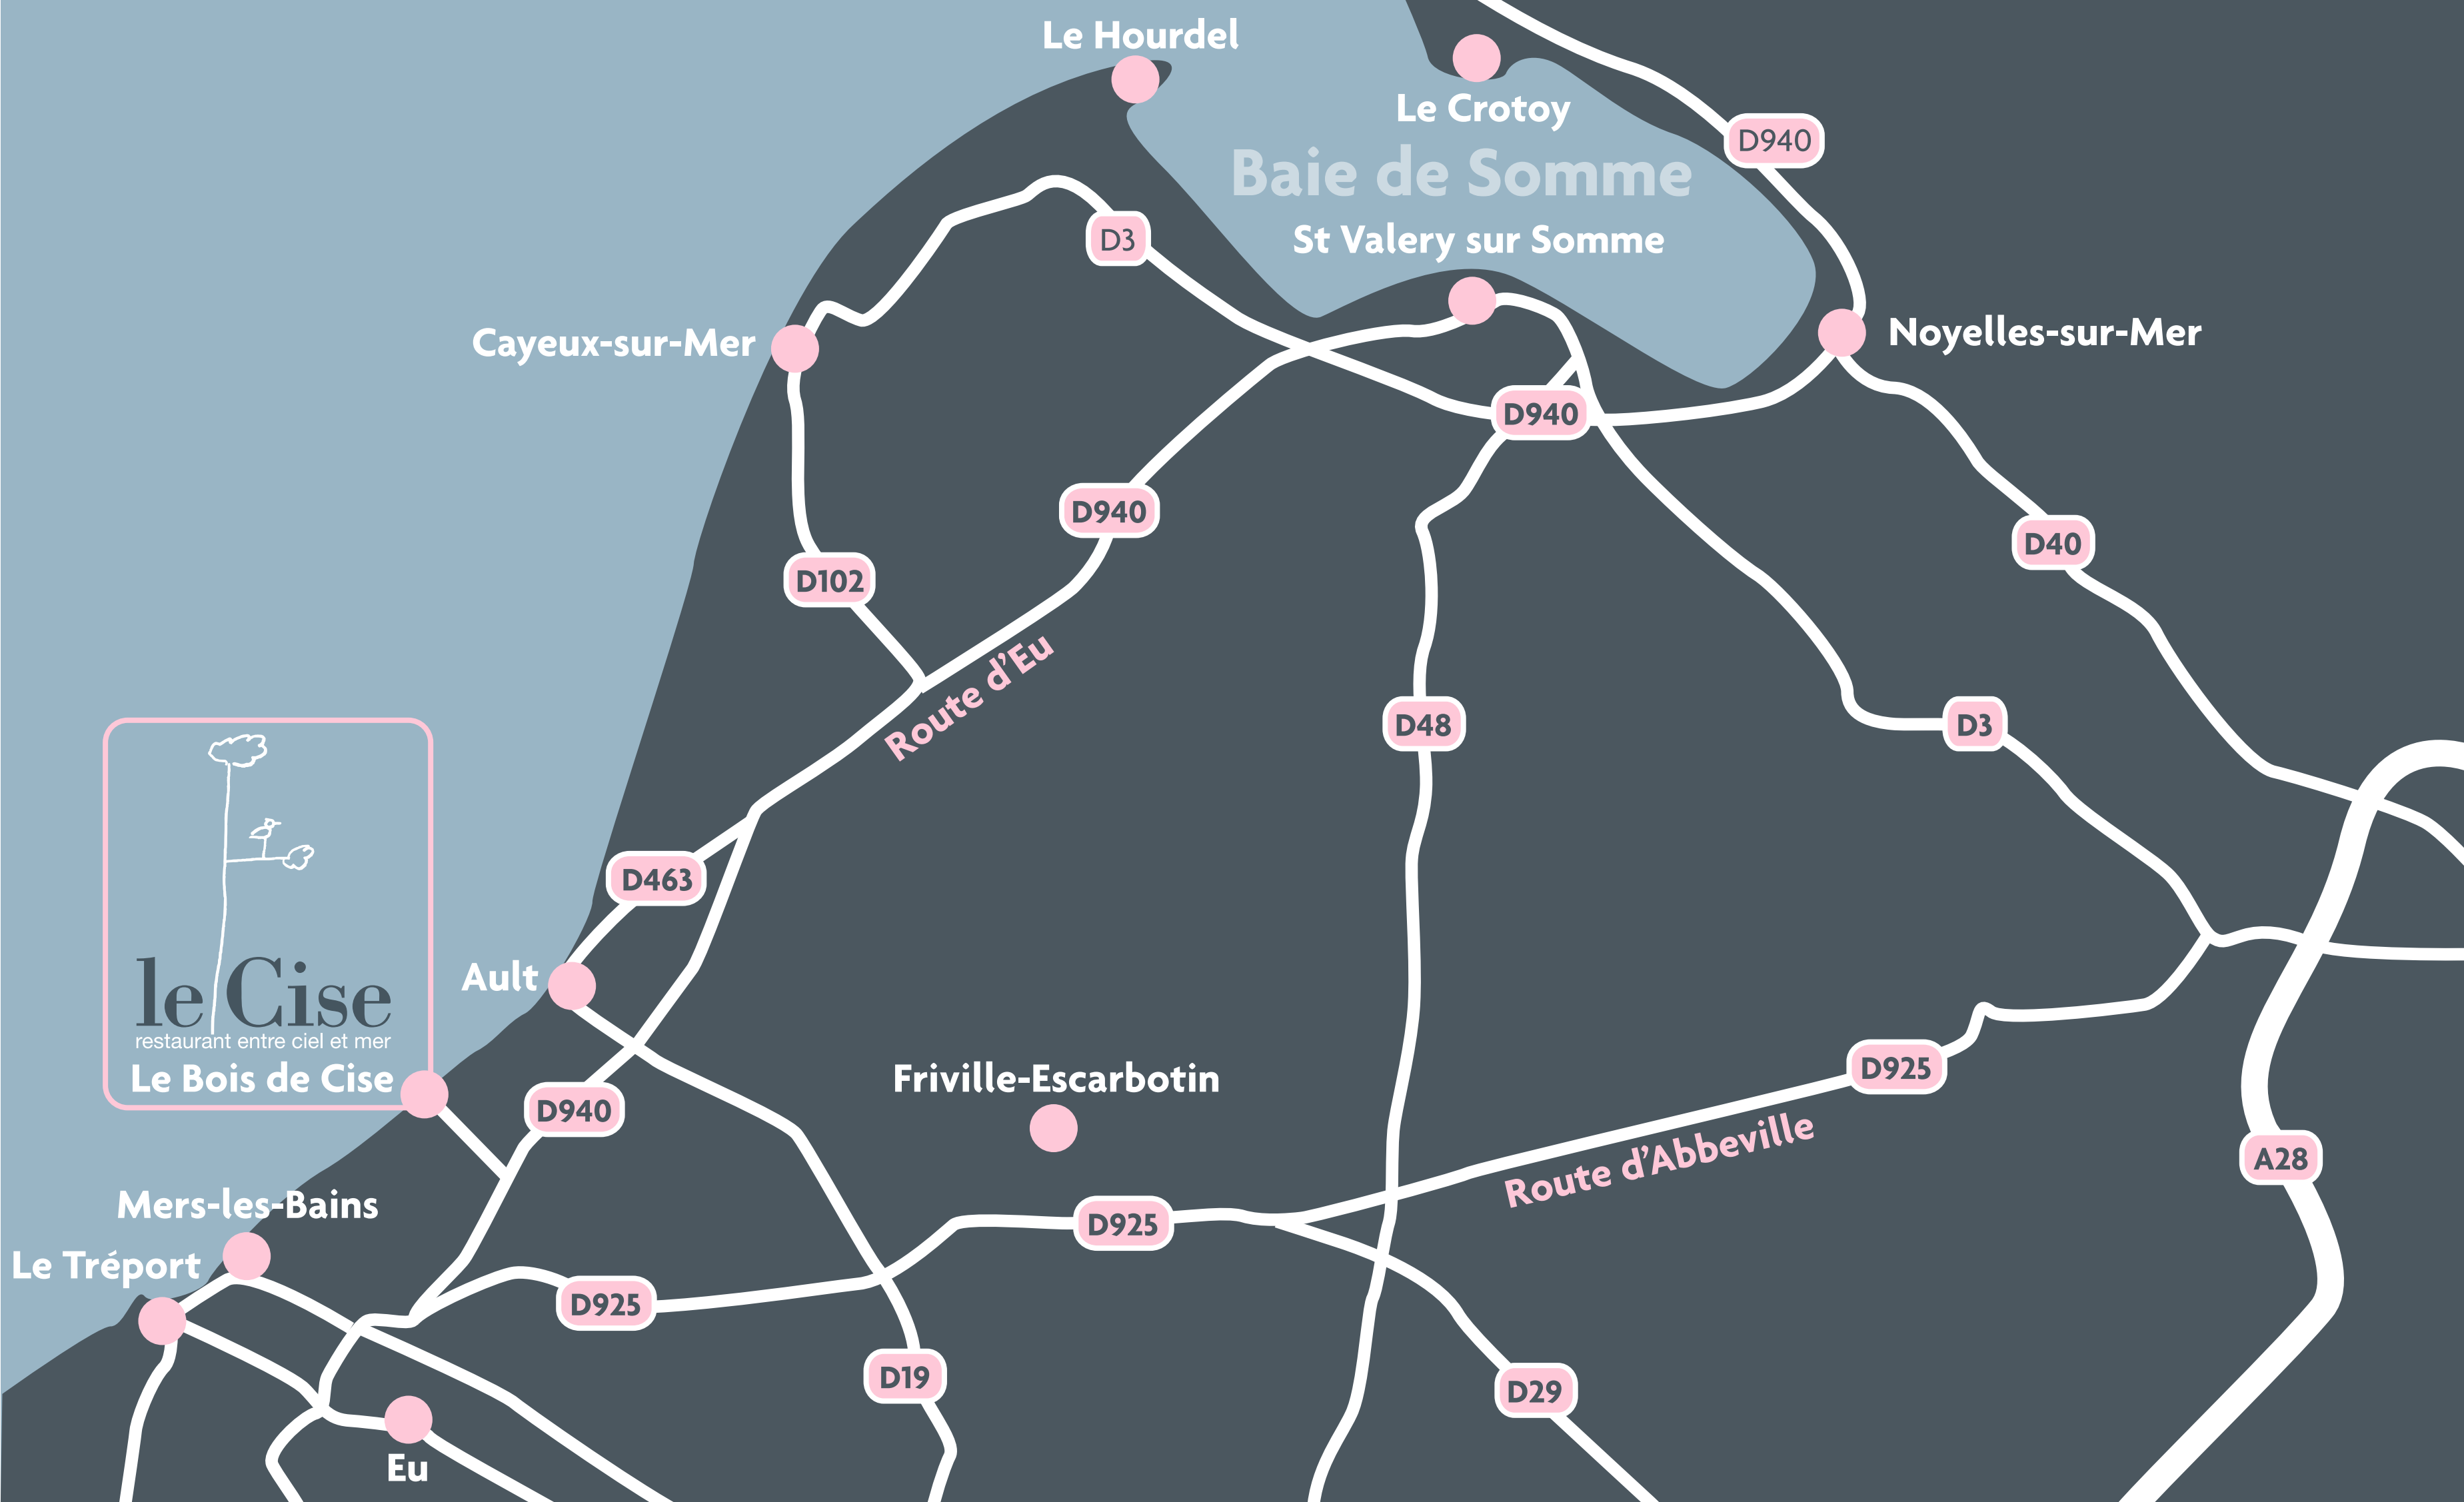 Le Hourdel
Le Crotoy
D940
Baie de Somme
D3
St Valery sur Somme
Cayeux-sur-Mer
Noyelles-sur-Mer
D940
D940
D40
D102
Route d'Eu
D48
D3
D463
le Cise
restaurant entre ciel et mer
Le Bois de Cise
Ault
D940
Friville-Escarbotin
D925
Route d'Abbeville
A28
Mers-les-Bains
Le Tréport
D925
D925
D19
D29
Eu